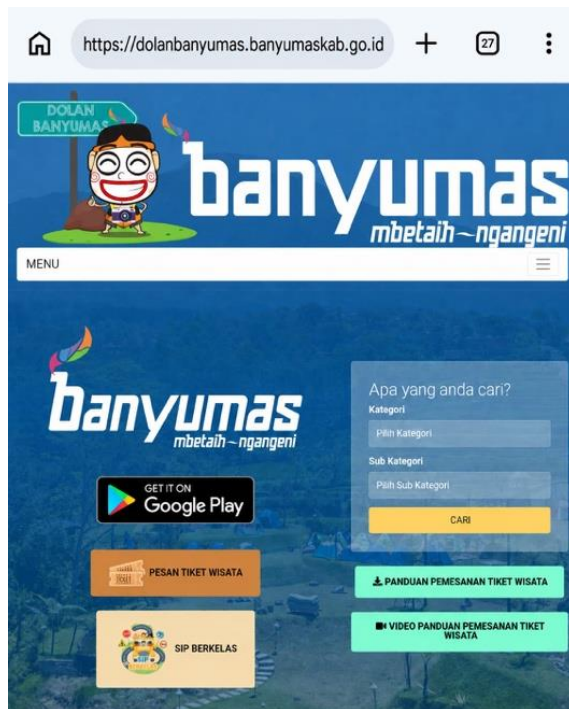 https://dolanbanyumas.banyumaskab.go.id
27
DOLAN
BANYUMAS
banyumas
mbetaih~ngangeni
MENU
banyumas
mbetaih~ngangeni
GET IT ON
Google Play
PESAN TIKET WISATA
SIP BERKELAS
Apa yang anda cari?
Kategori
Pilih Kategori
Sub Kategori
Pilih Sub Kategori
CARI
PANDUAN PEMESANAN TIKET WISATA
VIDEO PANDUAN PEMESANAN TIKET
WISATA